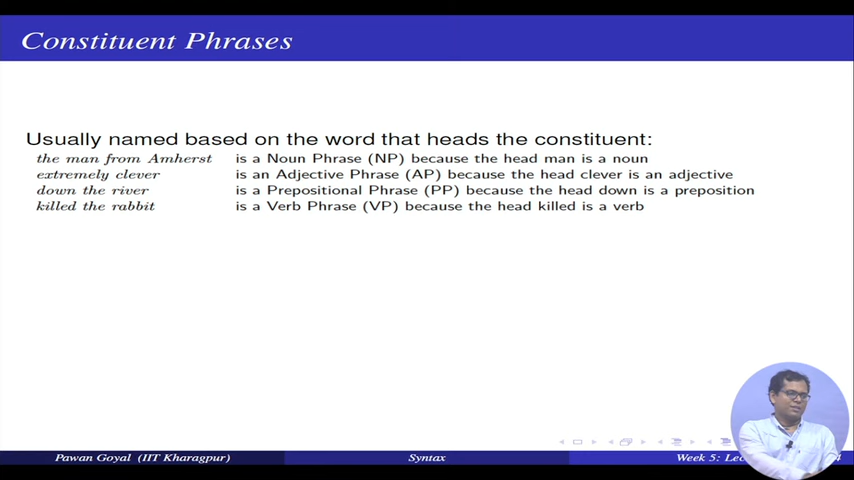 Constituent Phrases
Usually named based on the word that heads the constituent:
the man from Amherst is a Noun Phrase (NP) because the head man is a noun
extremely clever is an Adjective Phrase (AP) because the head clever is an adjective
down the river is a Prepositional Phrase (PP) because the head down is a preposition
killed the rabbit is a Verb Phrase (VP) because the head killed is a verb
Pawan Goyal (IIT Kharagpur) Syntax Week 5: